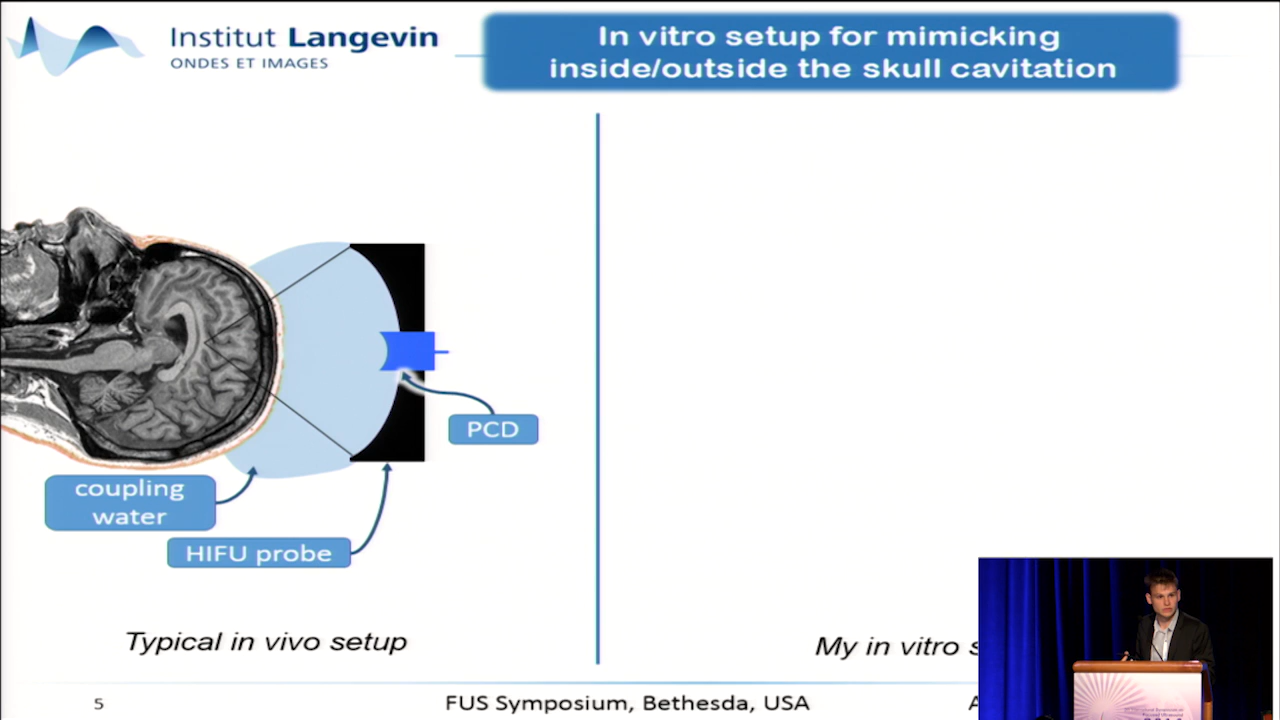 Institut Langevin
ONDES ET IMAGES
In vitro setup for mimicking
inside/outside the skull cavitation
PCD
coupling
water
HIFU probe
Typical in vivo setup
My in vitro
5
FUS Symposium, Bethesda, USA